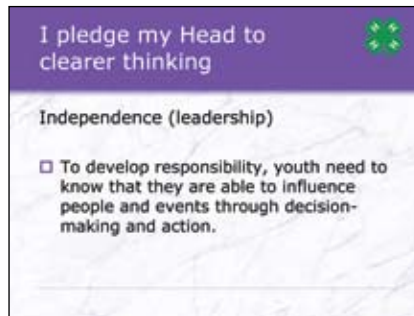 I pledge my Head to
clearer thinking
Independence (leadership)
To develop responsibility, youth need to
know that they are able to influence
people and events through decision-
making and action.